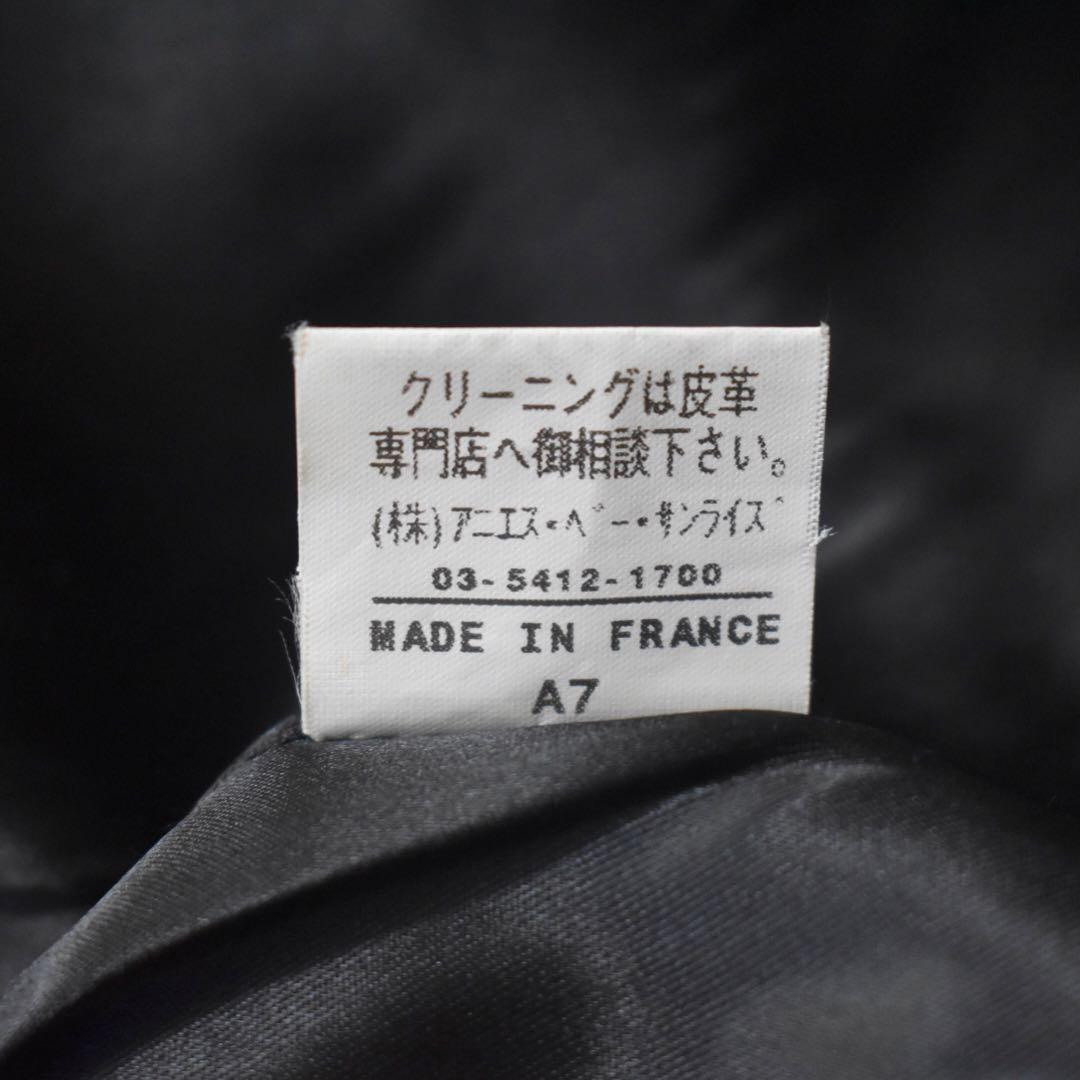 クリーニングは皮革
専門店へ御相談下さい。
(株)アニエス・ベー・サンライズ
03-5412-1700
MADE IN FRANCE
A7